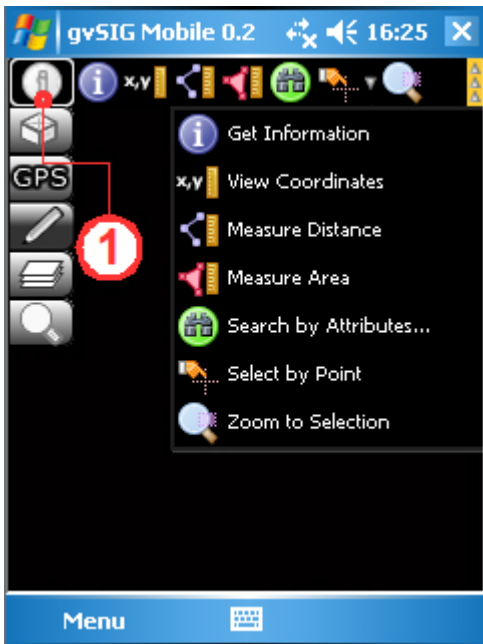 gvSIG Mobile 0.2 16:25
x,y
GPS
1
Get Information
x,y View Coordinates
Measure Distance
Measure Area
Search by Attributes...
Select by Point
Zoom to Selection
Menu